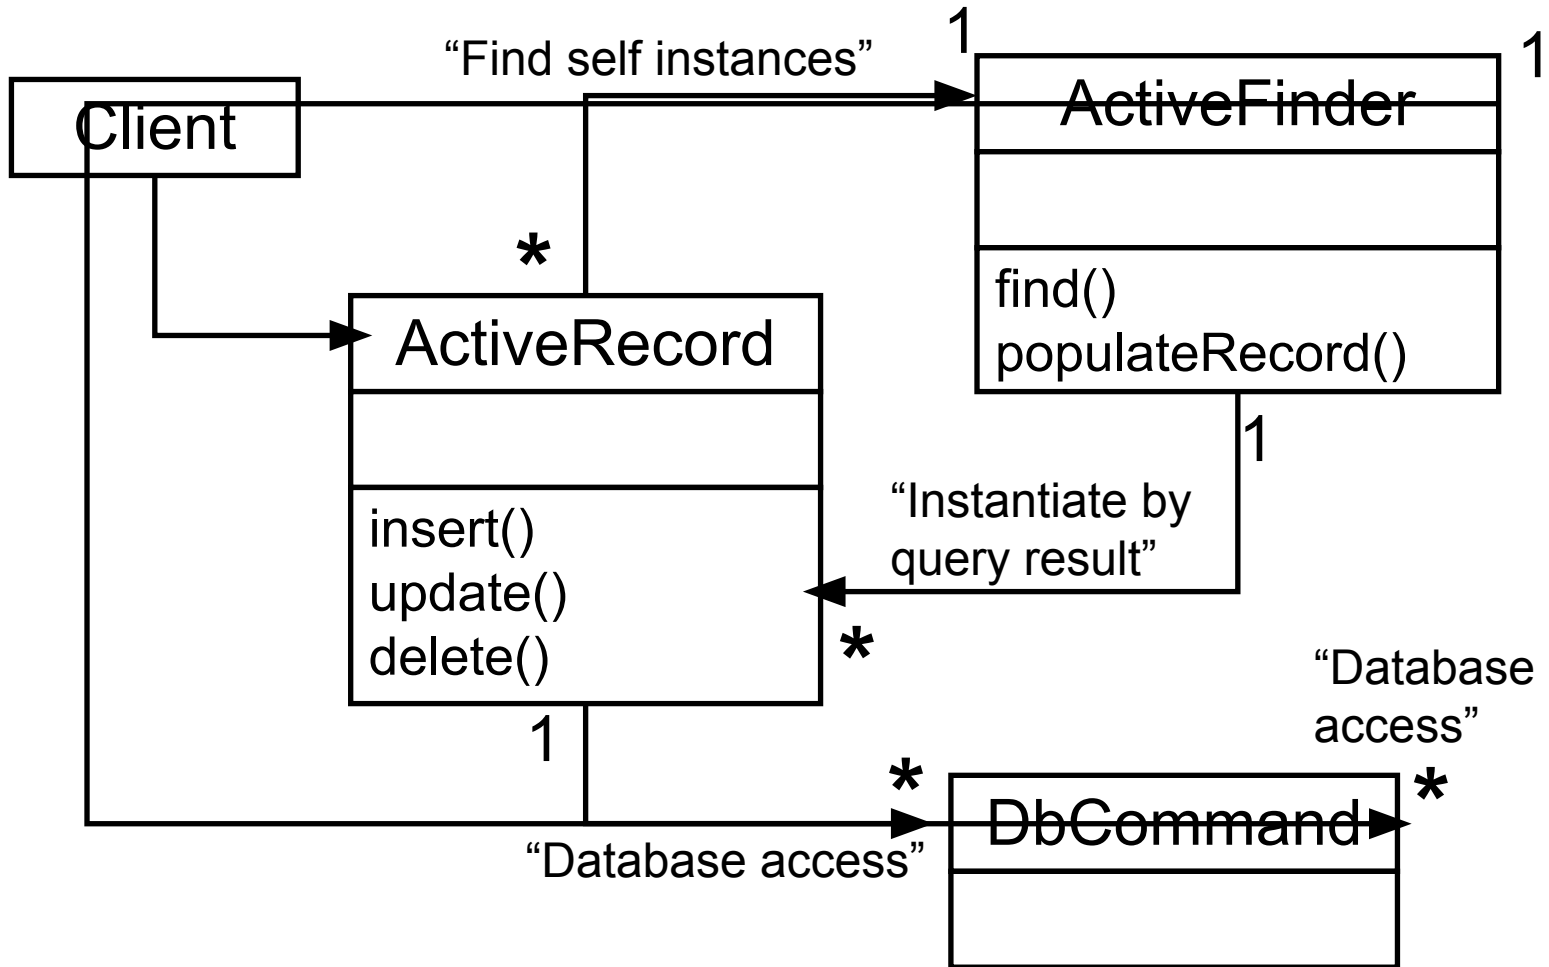 1
1
“Find self instances”
Client
ActiveFinder
*
find()
populateRecord()
ActiveRecord
1
“Instantiate by
query result”
insert()
update()
delete()
*
“Database
access”
1
*
*
DbCommand
“Database access”